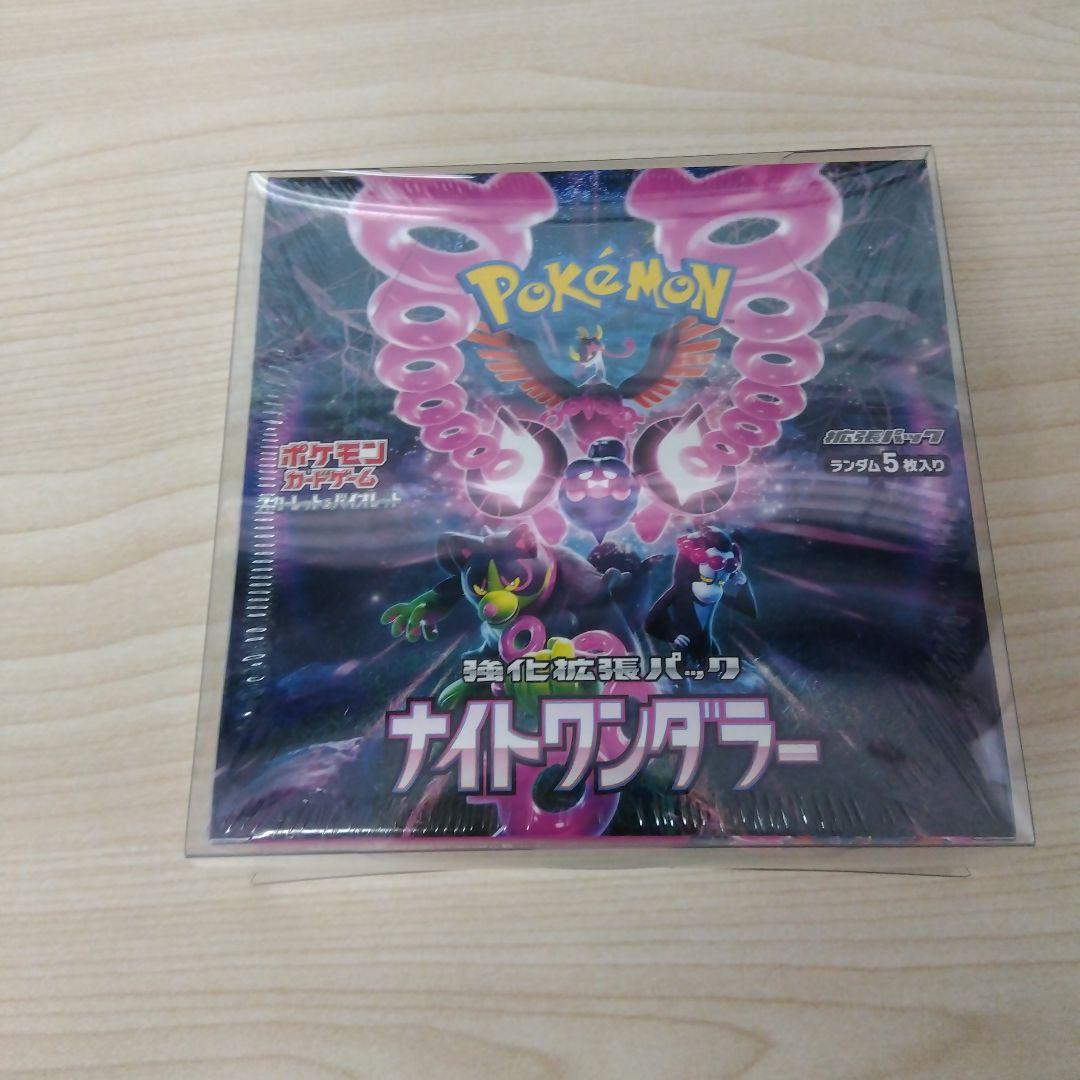 POKéMON
ポケモン
カードゲーム
スカーレット&バイオレット
拡張パック
ランダム5枚入り
強化拡張パック
ナイトワンダラー